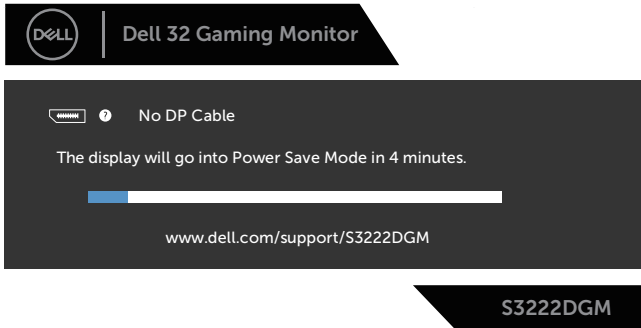 DELL
Dell 32 Gaming Monitor
? No DP Cable
The display will go into Power Save Mode in 4 minutes.
www.dell.com/support/S3222DGM
S3222DGM